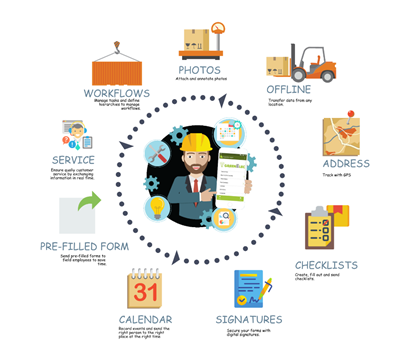 PHOTOS
Attach and annotate photos
OFFLINE
Transfer data from any
location.
ADDRESS
Track with GPS
CHECKLISTS
Create, fill out and send
checklists.
SIGNATURES
Secure your forms with
digital signatures.
31
CALENDAR
Record events and send the
right person to the right
place at the right time
PRE-FILLED FORM
Send pre-filled forms to
field employees to save
time.
SERVICE
Ensure quality customer
service by exchanging
information in real time.
WORKFLOWS
Manage tasks and define
hierarchies to manage
workflows.